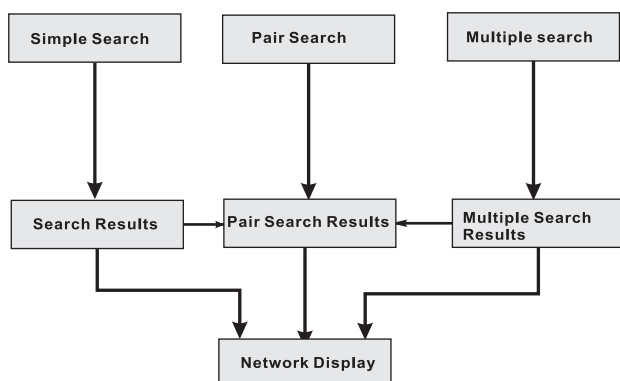 Simple Search
Pair Search
Multiple search
Search Results
Pair Search Results
Multiple Search
Results
Network Display